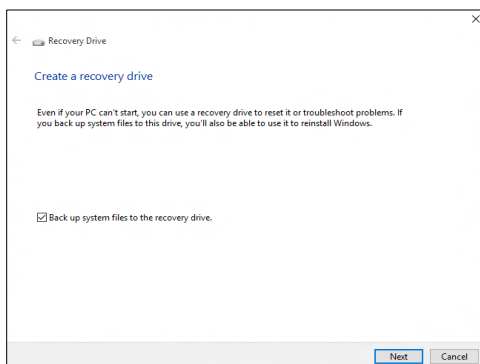 Recovery Drive
Create a recovery drive
Even if your PC can't start, you can use a recovery drive to reset it or troubleshoot problems. If
you back up system files to this drive, you'll also be able to use it to reinstall Windows.
Back up system files to the recovery drive.
Next Cancel